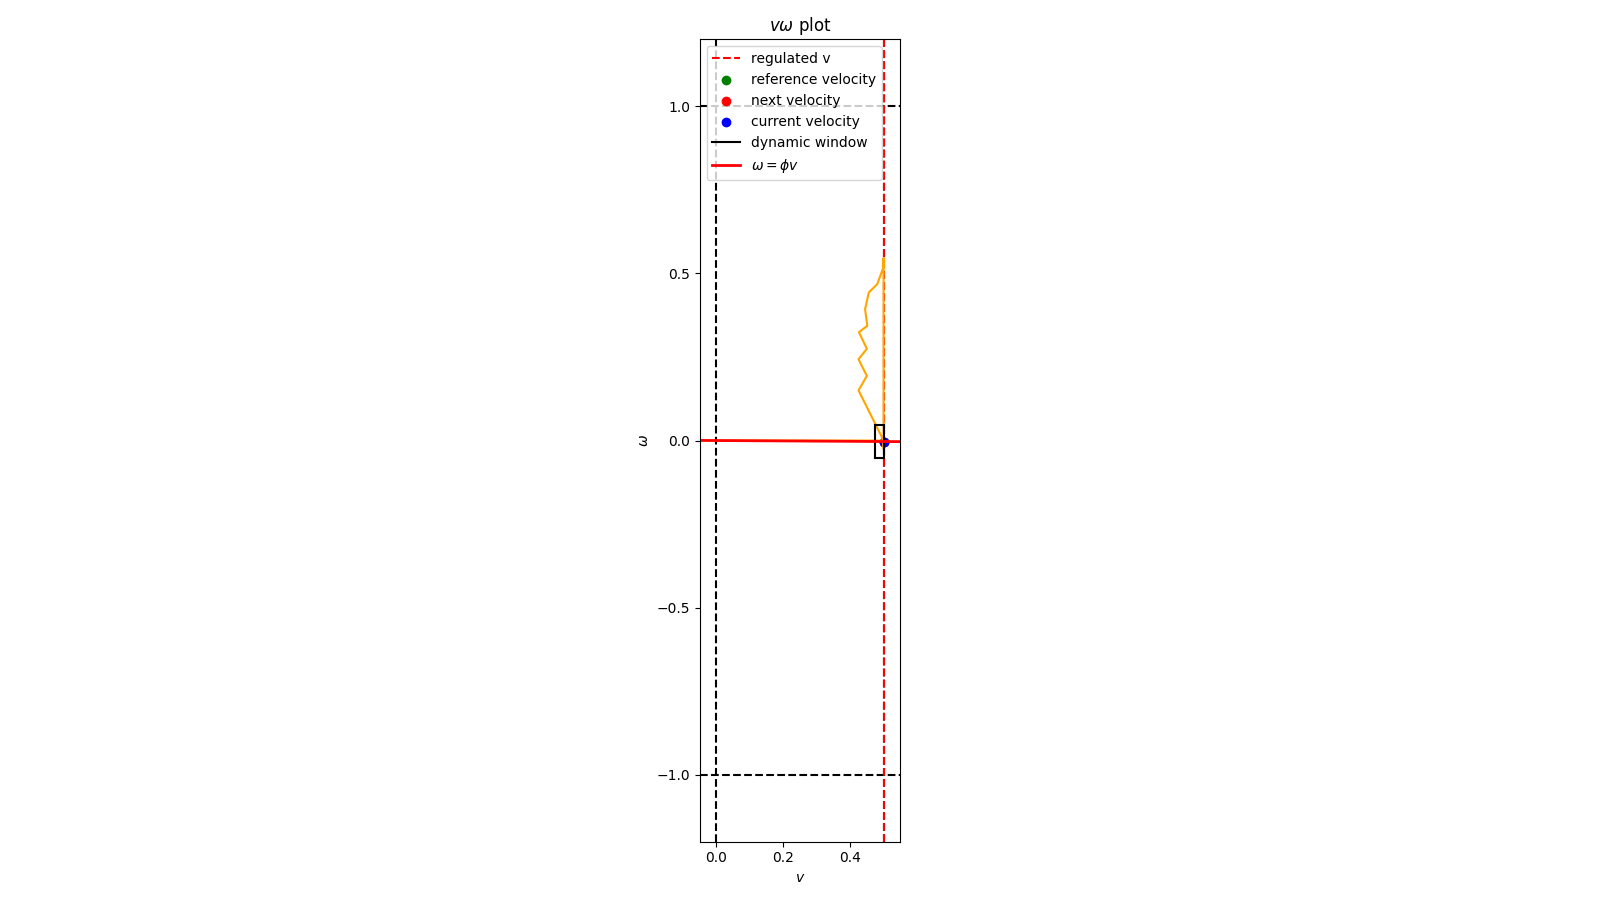 vω plot
regulated v
reference velocity
next velocity
current velocity
dynamic window
ω = ϕv
1.0
0.5
0.0
−0.5
−1.0
ω
0.0 0.2 0.4
v